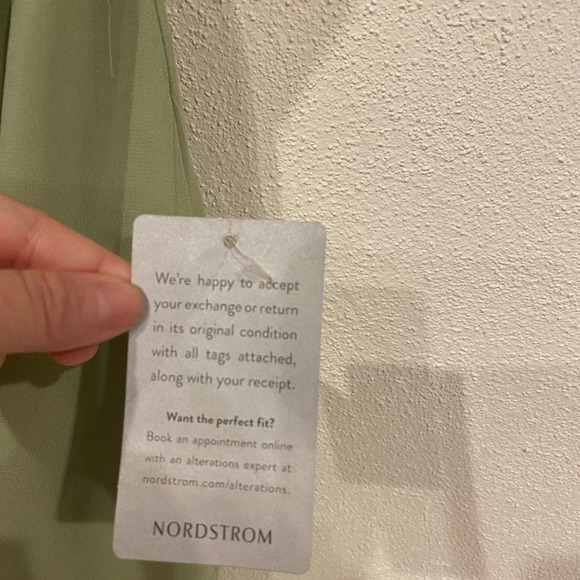 We're happy to accept
your exchange or return
in its original condition
with all tags attached,
along with your receipt.
Want the perfect fit?
Book an appointment online
with an alterations expert at
nordstrom.com/alterations.
NORDSTROM